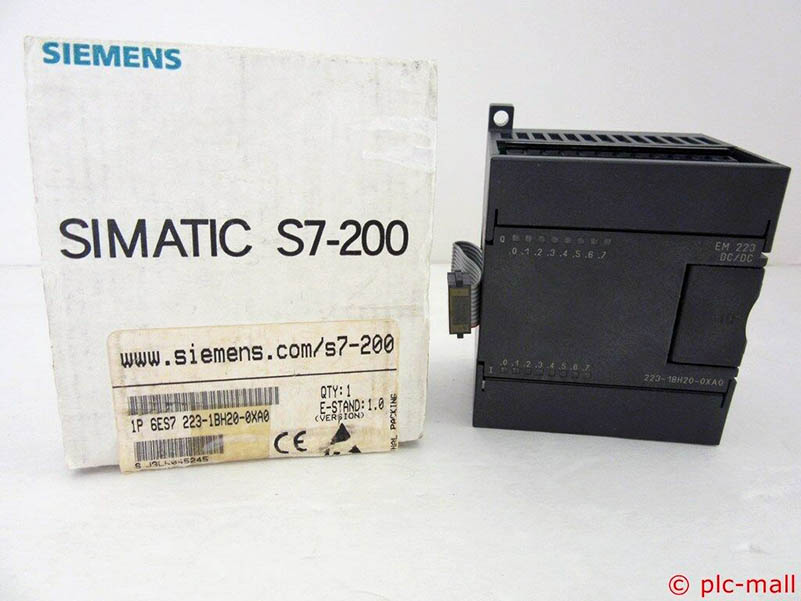 SIEMENS
SIMATIC S7-200
www.siemens.com/s7-200
QTY:1
1P 6ES7 223-1BH20-0XA0
E-STAND:1.0
(VERSION)
CE
EM 223
DC/DC
Q
.0 .1 .2 .3 .4 .5 .6 .7
.0 .1 .2 .3 .4 .5 .6 .7
I
223-1BH20-0XA0
© plc-mall